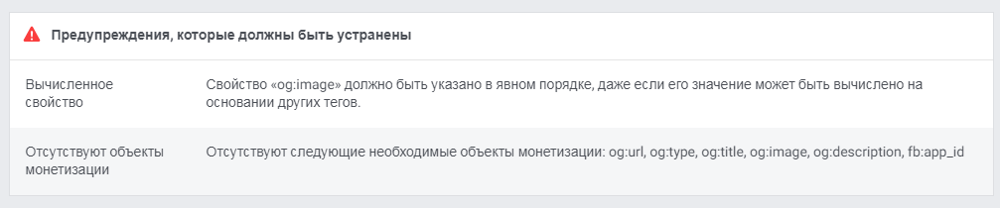 Предупреждения, которые должны быть устранены
Вычисленное
свойство
Свойство «og:image» должно быть указано в явном порядке, даже если его значение может быть вычислено на
основании других тегов.
Отсутствуют объекты
монетизации
Отсутствуют следующие необходимые объекты монетизации: og:url, og:type, og:title, og:image, og:description, fb:app_id